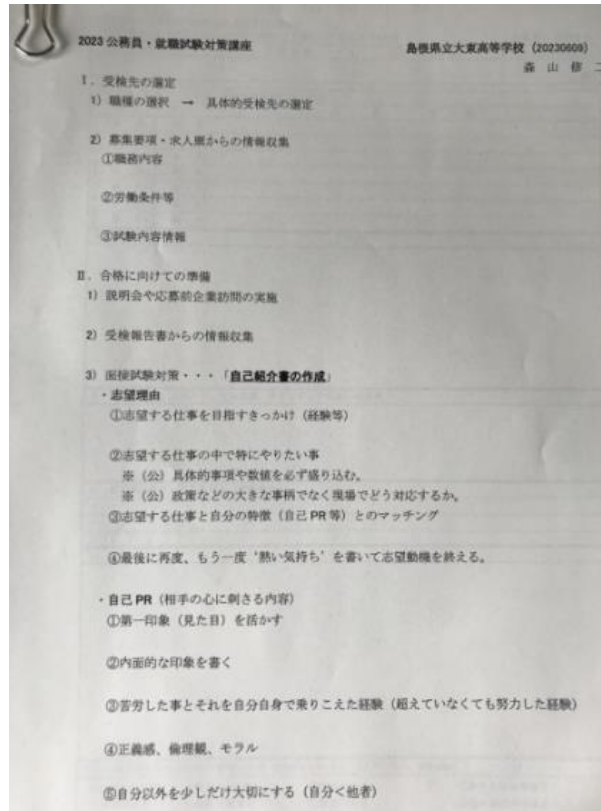 2023 公務員・就職試験対策講座
島根県立大東高等学校（20230609）
森 山 修 二
Ⅰ．受検先の選定
1）職種の選択 → 具体的受検先の選定
2）募集要項・求人票からの情報収集
①職務内容
②労働条件等
③試験内容情報
Ⅱ．合格に向けての準備
1）説明会や応募前企業訪問の実施
2）受検報告書からの情報収集
3）面接試験対策・・・「自己紹介書の作成」
・志望理由
①志望する仕事を目指すきっかけ（経験等）
②志望する仕事の中で特にやりたい事
※（公）具体的事項や数値を必ず盛り込む。
※（公）政策などの大きな事柄でなく現場でどう対応するか。
③志望する仕事と自分の特徴（自己PR等）とのマッチング
④最後に再度、もう一度‘熱い気持ち’を書いて志望動機を終える。
・自己PR（相手の心に刺さる内容）
①第一印象（見た目）を活かす
②内面的な印象を書く
③苦労した事とそれを自分自身で乗りこえた経験（超えていなくても努力した経験）
④正義感、倫理観、モラル
⑤自分以外を少しだけ大切にする（自分＜他者）